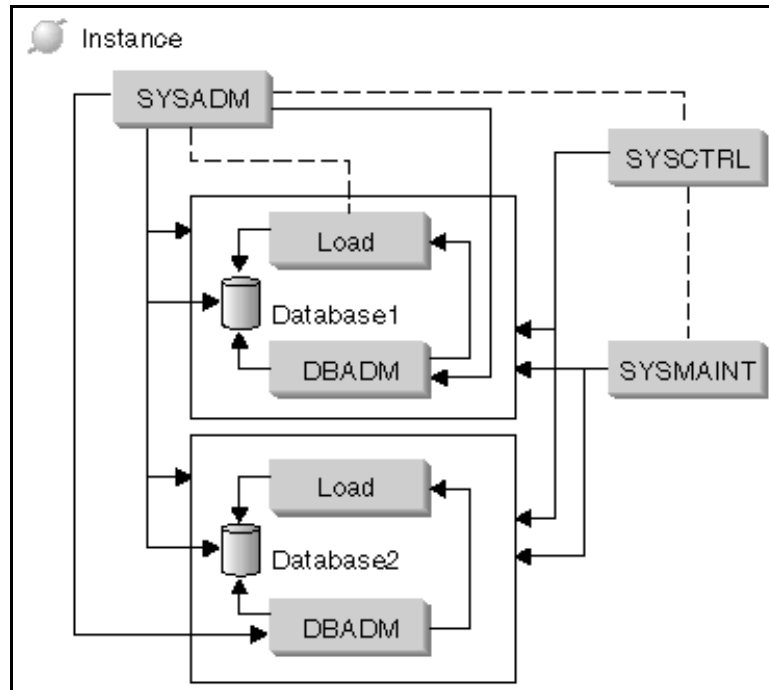 Instance
SYSADM
SYSCTRL
Load
Database1
DBADM
SYSMAINT
Load
Database2
DBADM